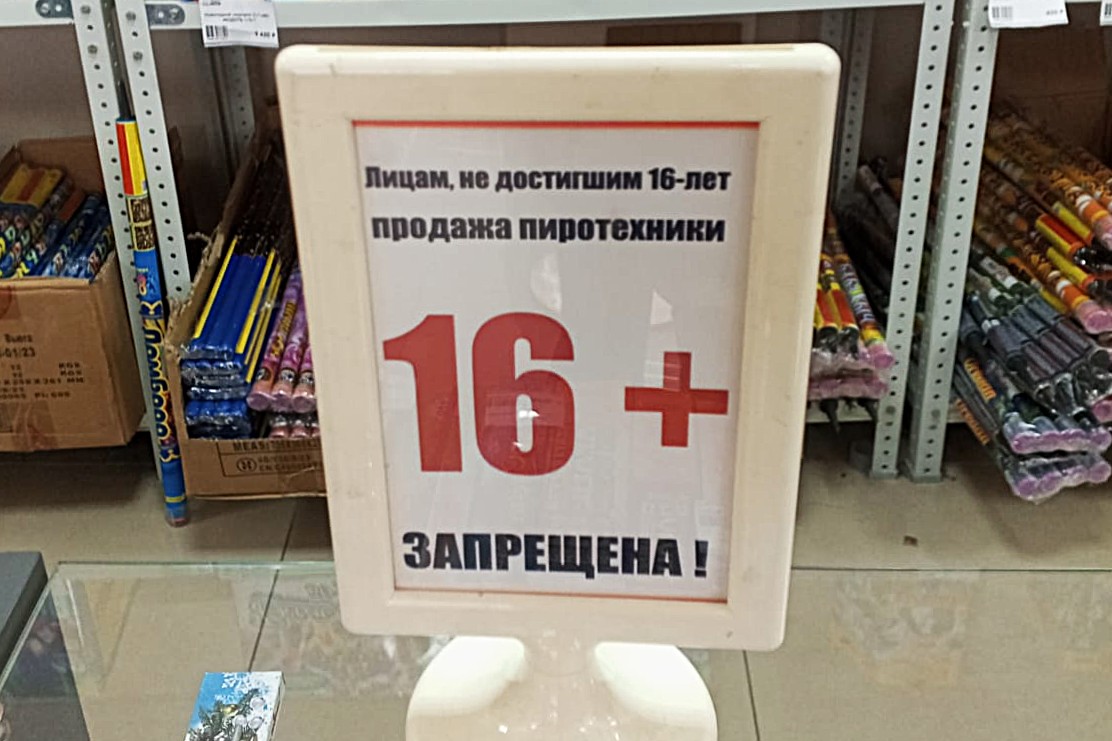 Лицам, не достигшим 16-лет
продажа пиротехники
16 +
ЗАПРЕЩЕНА !